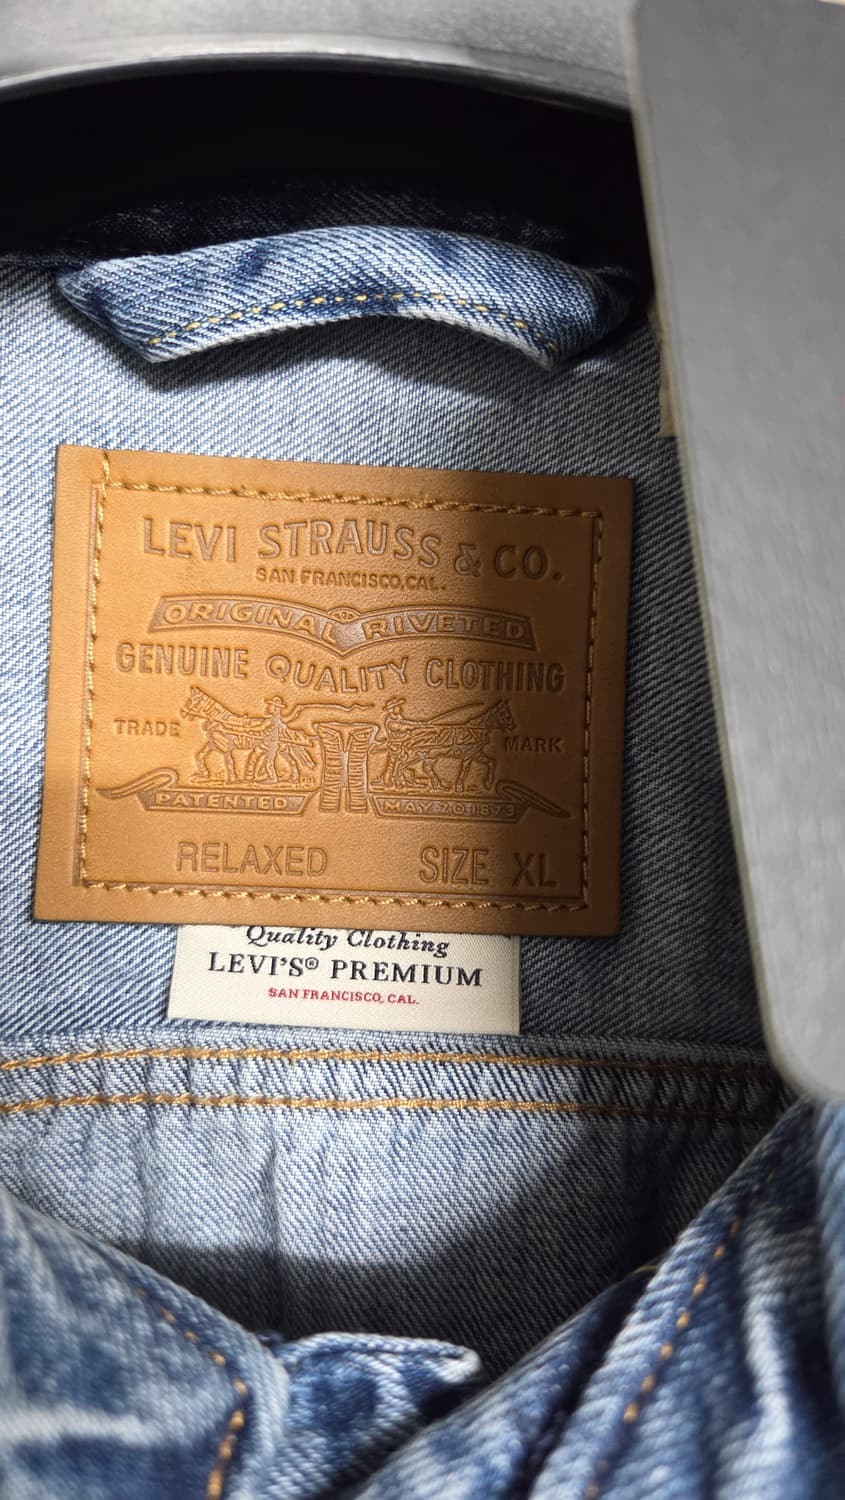 LEVI STRAUSS & CO.
SAN FRANCISCO, CAL.
ORIGINAL RIVETED
GENUINE QUALITY CLOTHING
TRADE MARK
PATENTED MAY 20 1873
RELAXED SIZE XL
Quality Clothing
LEVI'S® PREMIUM
SAN FRANCISCO, CAL.